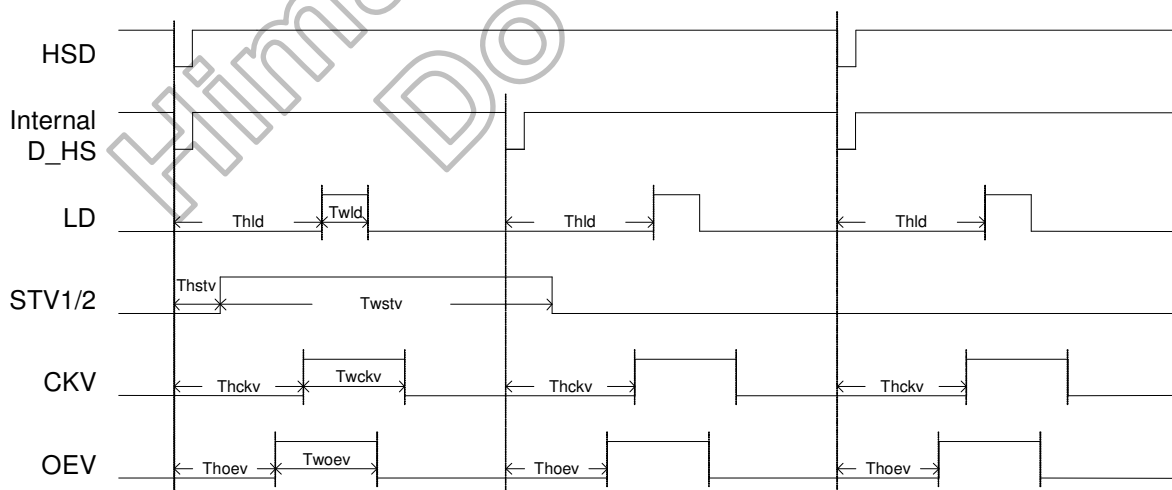 HSD
Internal
D_HS
LD
Thld
Twld
Thld
Thld
STV1/2
Thstv
Twstv
CKV
Thckv
Twckv
Thckv
Thckv
OEV
Thoev
Twoev
Thoev
Thoev
Do